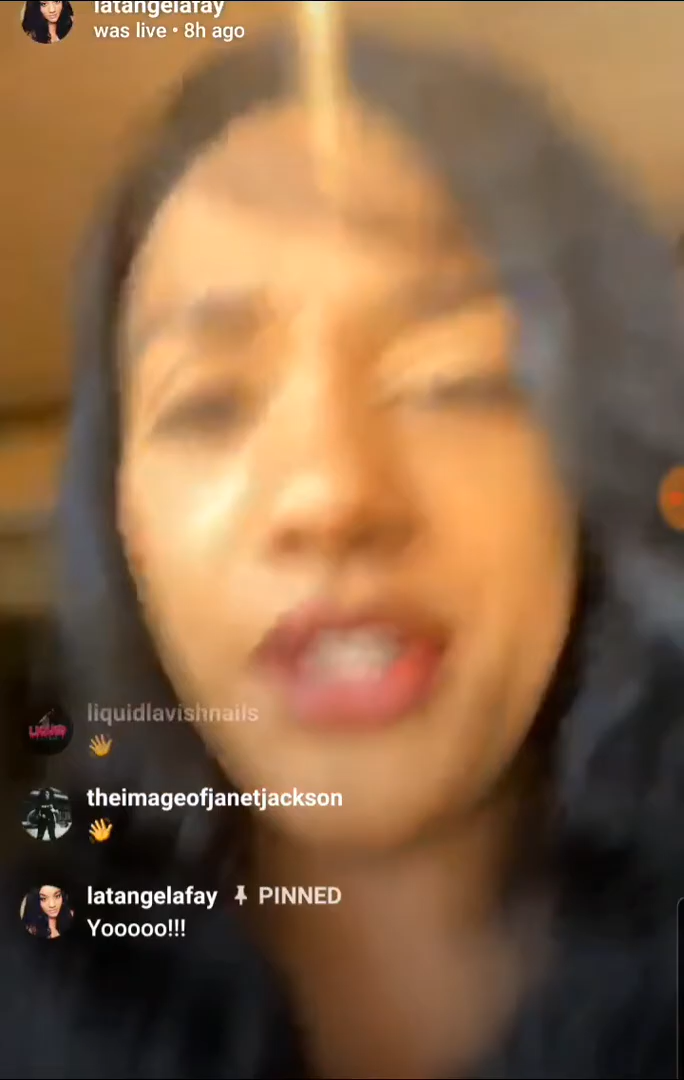 latangelafay
was live • 8h ago
liquidlavishnails
👋
theimageofjanetjackson
👋
latangelafay PINNED
Yooooo!!!